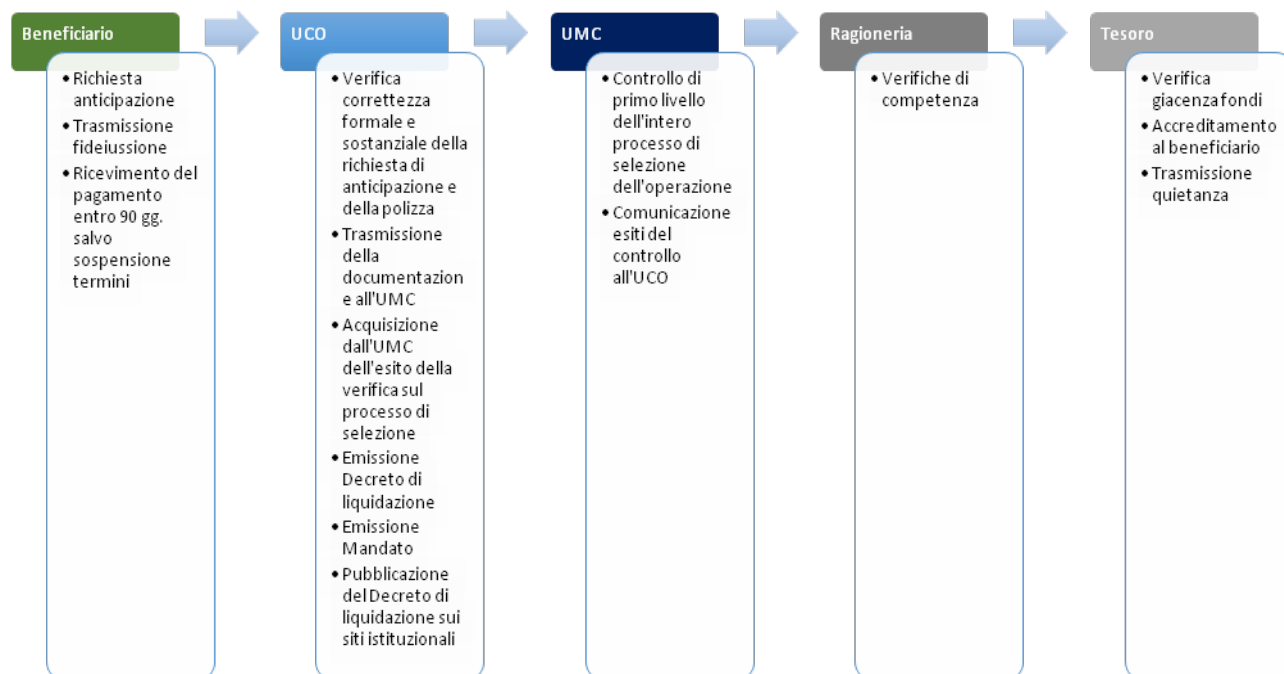 Beneficiario
• Richiesta
anticipazione
• Trasmissione
fideiussione
• Ricevimento del
pagamento
entro 90 gg.
salvo
sospensione
termini
UCO
• Verifica
correttezza
formale e
sostanziale della
richiesta di
anticipazione e
della polizza
• Trasmissione
della
documentazion
e all'UMC
• Acquisizione
dall'UMC
dell'esito della
verifica sul
processo di
selezione
• Emissione
Decreto di
liquidazione
• Emissione
Mandato
• Pubblicazione
del Decreto di
liquidazione sui
siti istituzionali
UMC
• Controllo di
primo livello
dell'intero
processo di
selezione
dell'operazione
• Comunicazione
esiti del
controllo
all'UCO
Ragioneria
• Verifiche di
competenza
Tesoro
• Verifica
giacenza fondi
• Accreditamento
al beneficiario
• Trasmissione
quietanza